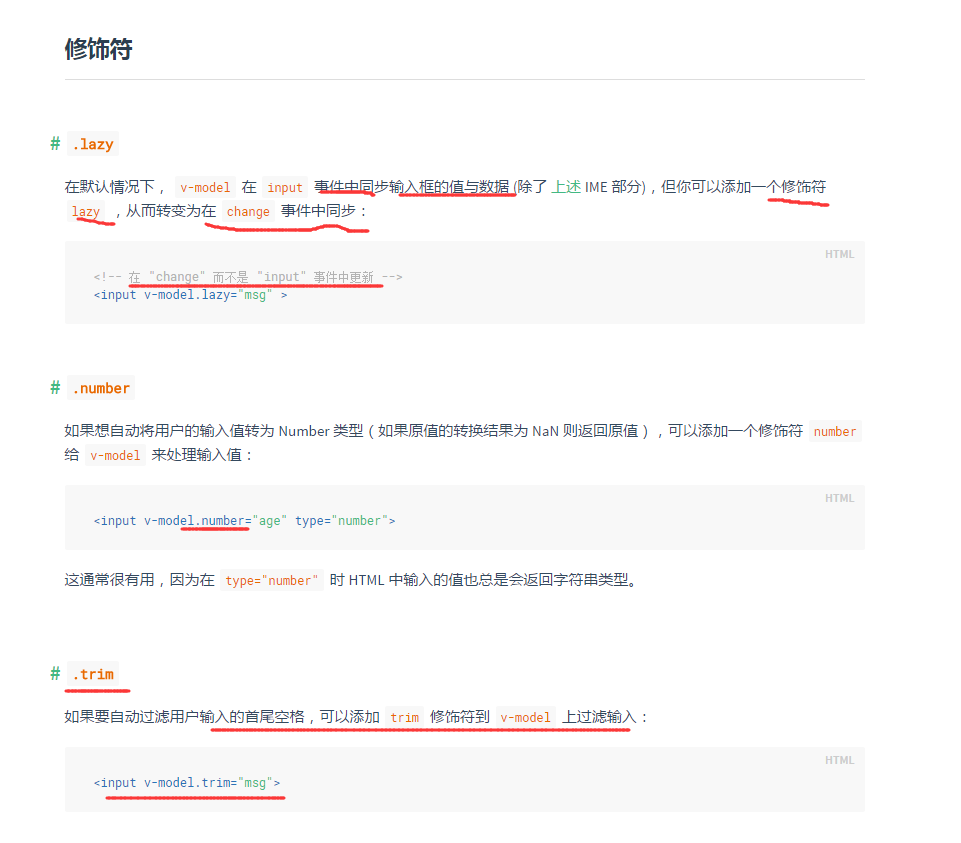 修饰符
# .lazy
在默认情况下， v-model 在 input 事件中同步输入框的值与数据 (除了 上述 IME 部分)，但你可以添加一个修饰符
lazy ，从而转变为在 change 事件中同步：
HTML
<!-- 在 "change" 而不是 "input" 事件中更新 -->
<input v-model.lazy="msg" >
# .number
如果想自动将用户的输入值转为 Number 类型（如果原值的转换结果为 NaN 则返回原值），可以添加一个修饰符 number
给 v-model 来处理输入值：
HTML
<input v-model.number="age" type="number">
这通常很有用，因为在 type="number" 时 HTML 中输入的值也总是会返回字符串类型。
# .trim
如果要自动过滤用户输入的首尾空格，可以添加 trim 修饰符到 v-model 上过滤输入：
HTML
<input v-model.trim="msg">